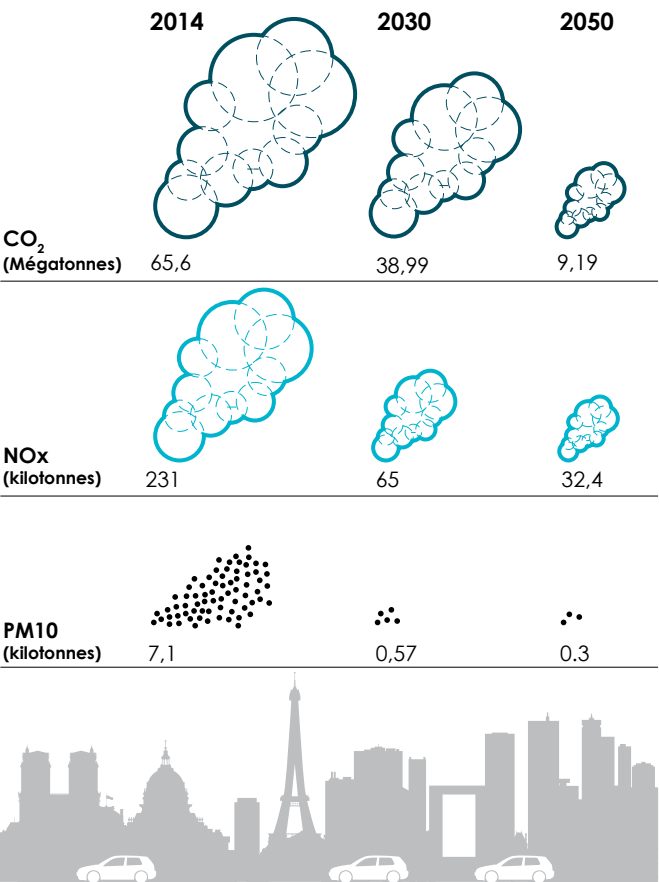 2014 2030 2050
CO₂
(Mégatonnes) 65,6 38,99 9,19
NOx
(kilotonnes) 231 65 32,4
PM10
(kilotonnes) 7,1 0,57 0.3